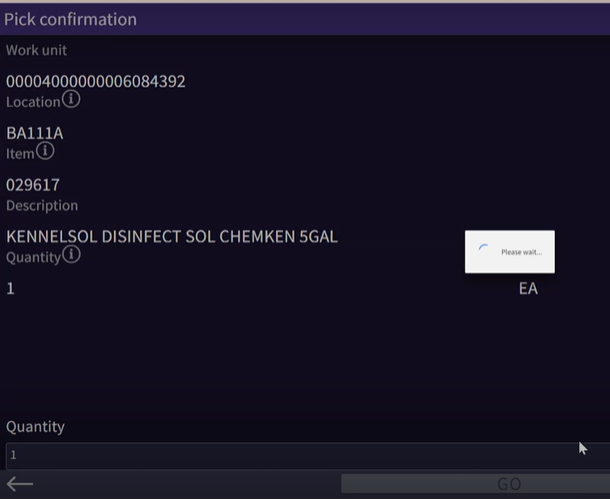 Pick confirmation
Work unit
00004000000006084392
Location
BA111A
Item
029617
Description
KENNELSOL DISINFECT SOL CHEMKEN 5GAL
Please wait...
Quantity
1 EA
Quantity
1
GO